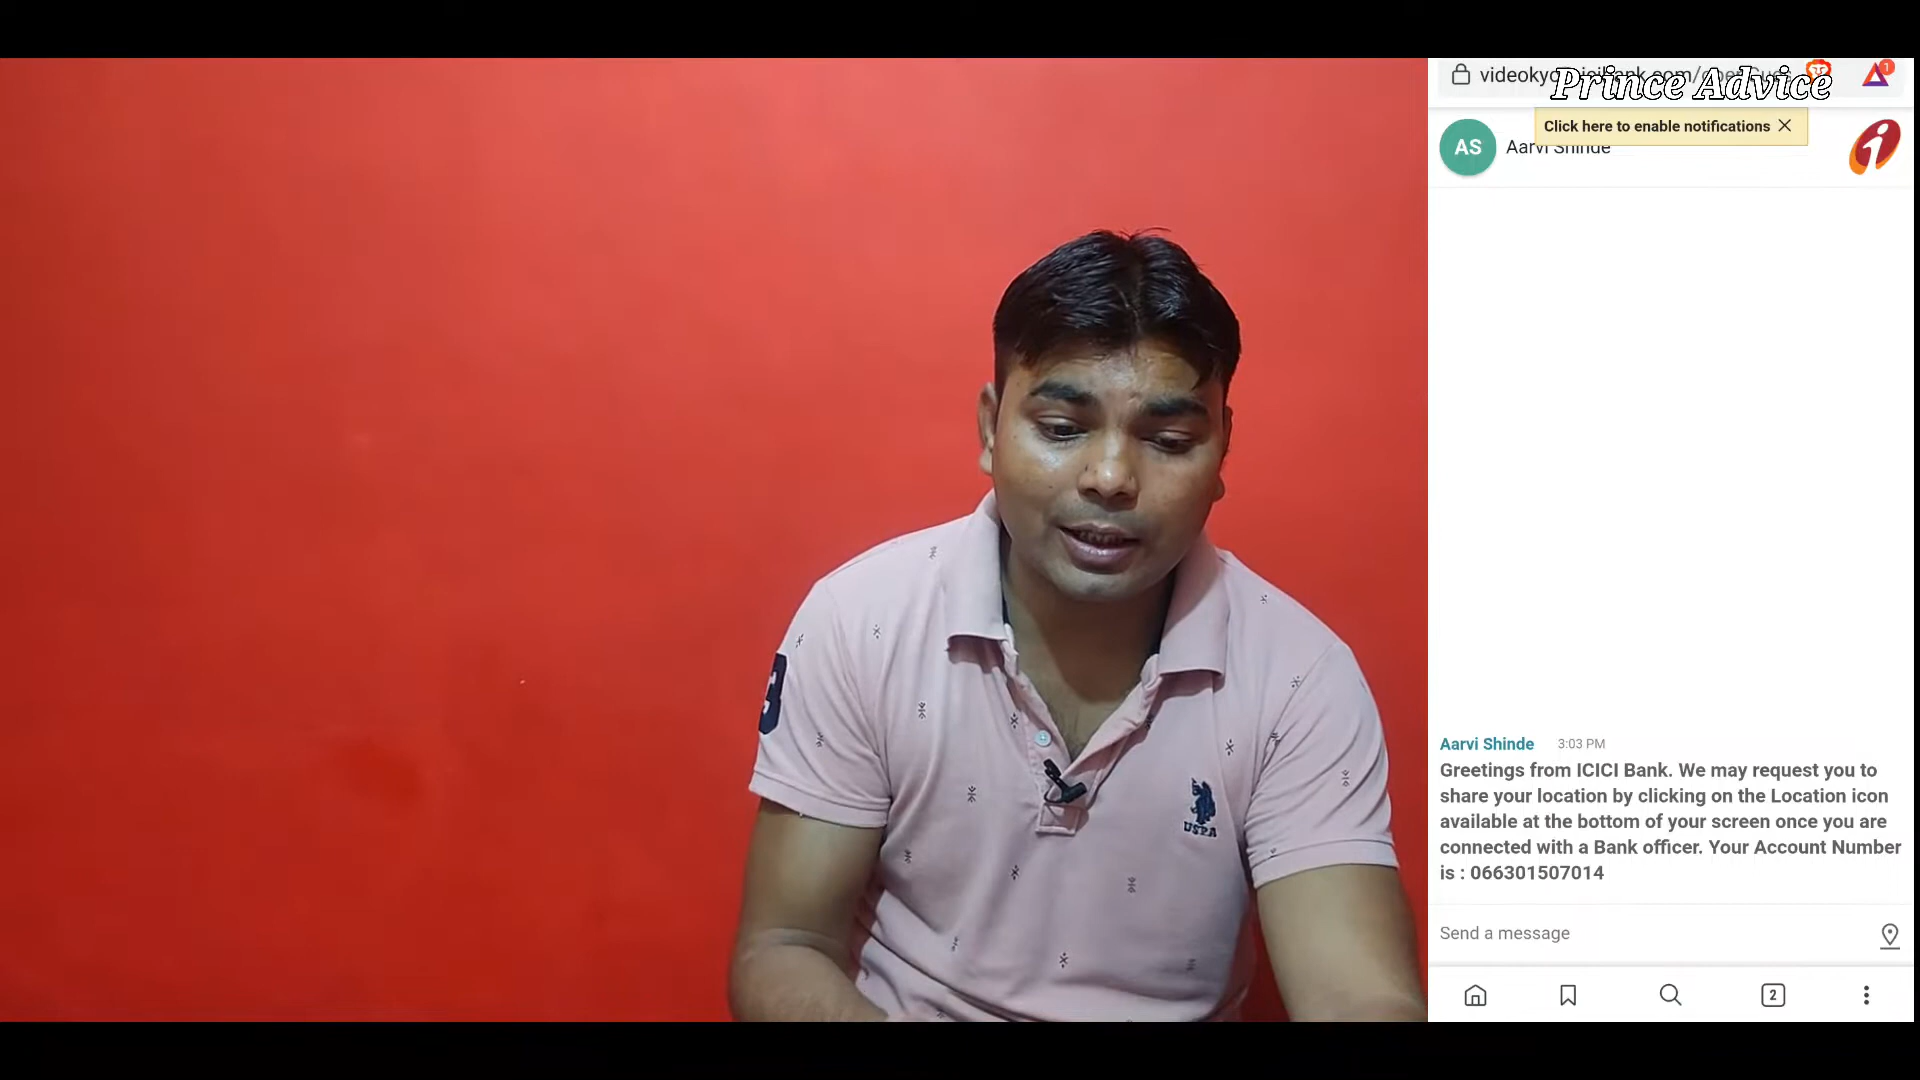 Prince Advice
Click here to enable notifications
AS
Aarvi Shinde
Aarvi Shinde 3:03 PM
Greetings from ICICI Bank. We may request you to
share your location by clicking on the Location icon
available at the bottom of your screen once you are
connected with a Bank officer. Your Account Number
is : 066301507014
Send a message
2
1
USPA